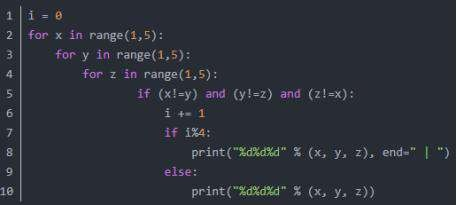 1 i = 0
2 for x in range(1,5):
3     for y in range(1,5):
4         for z in range(1,5):
5                 if (x!=y) and (y!=z) and (z!=x):
6                     i += 1
7                     if i%4:
8                         print("%d%d%d" % (x, y, z), end=" | ")
9                     else:
10                         print("%d%d%d" % (x, y, z))